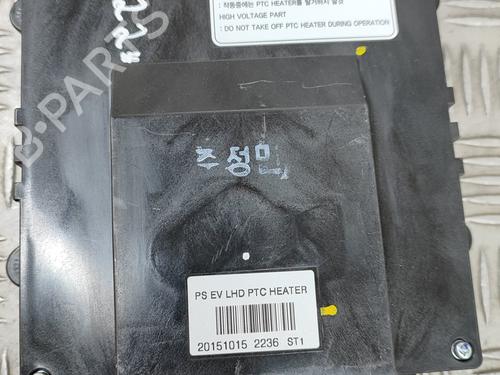 : 작동중에는 PTC HEATER를 탈거하지 말것
HIGH VOLTAGE PART
: DO NOT TAKE OFF PTC HEATER DURING OPERATION
조성민
PS EV LHD PTC HEATER
20151015 2236 ST1
B-PARTS